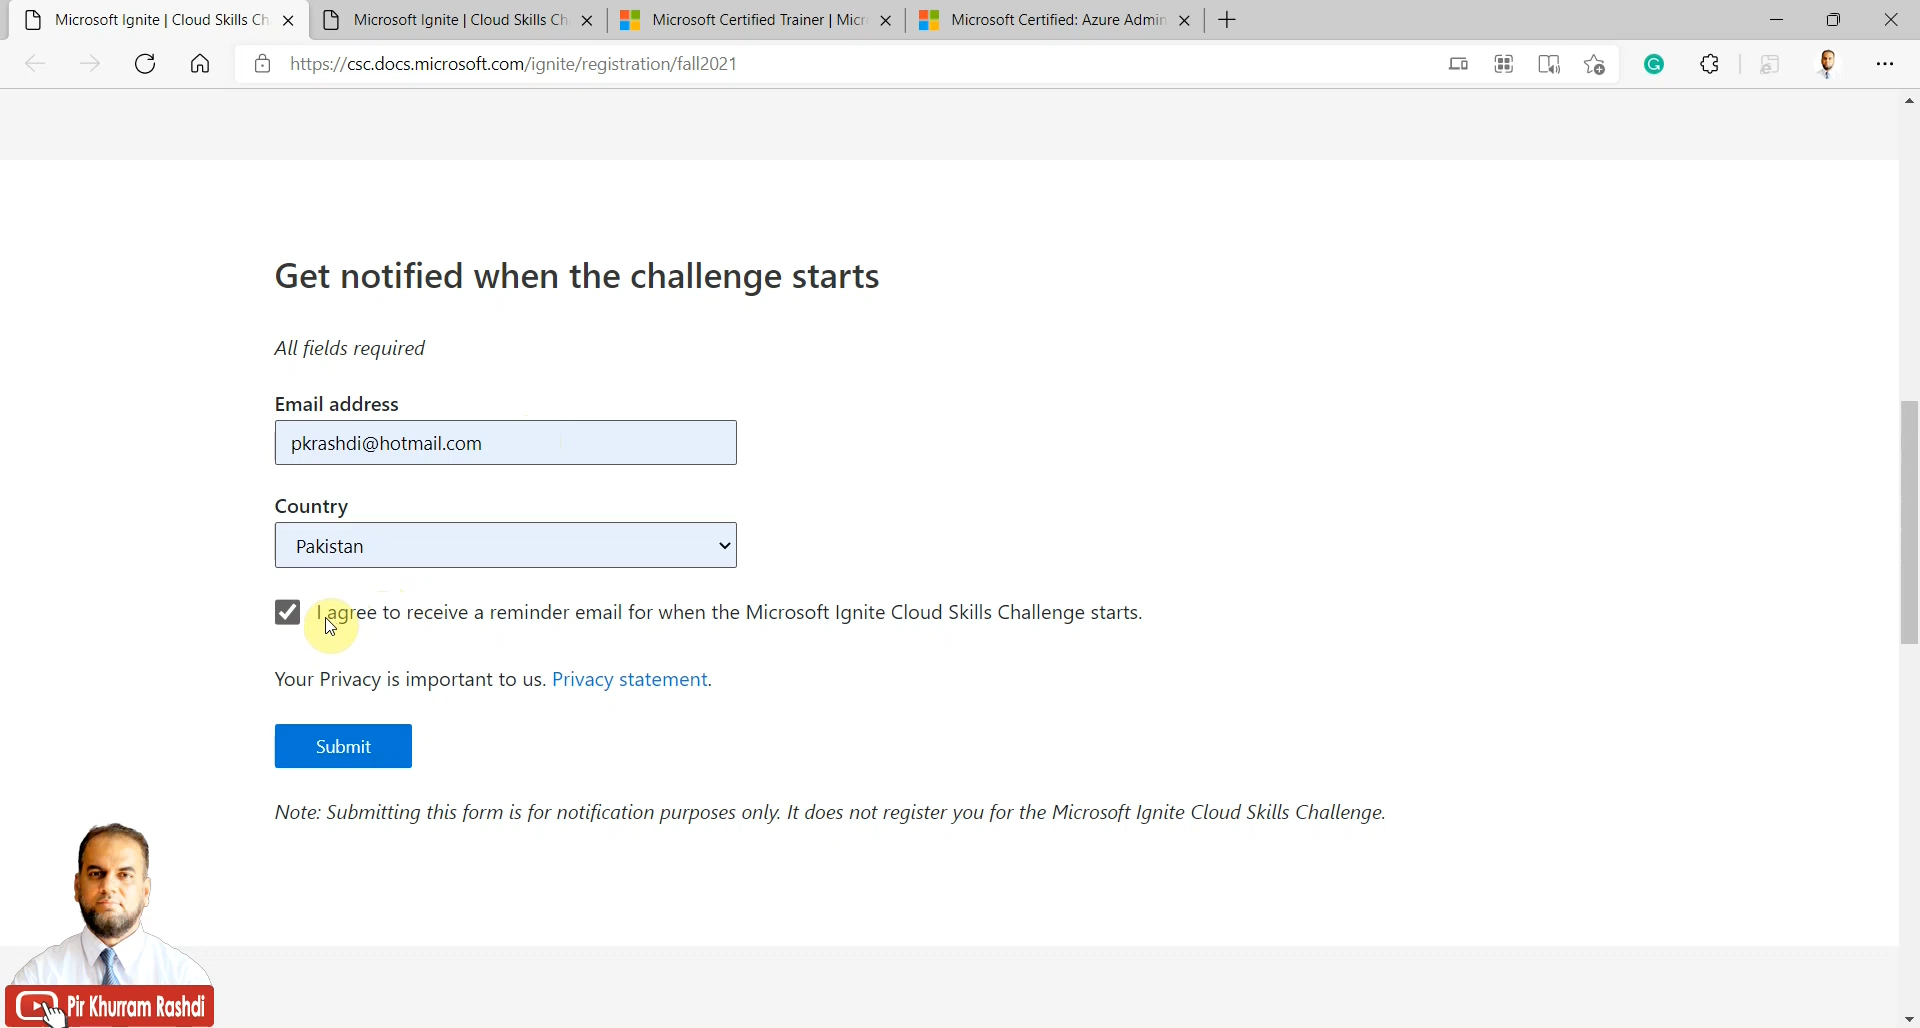 Microsoft Ignite | Cloud Skills Ch
Microsoft Ignite | Cloud Skills Ch
Microsoft Certified Trainer | Micr
Microsoft Certified: Azure Admin
https://csc.docs.microsoft.com/ignite/registration/fall2021
Get notified when the challenge starts
All fields required
Email address
pkrashdi@hotmail.com
Country
Pakistan
I agree to receive a reminder email for when the Microsoft Ignite Cloud Skills Challenge starts.
Your Privacy is important to us. Privacy statement.
Submit
Note: Submitting this form is for notification purposes only. It does not register you for the Microsoft Ignite Cloud Skills Challenge.
Pir Khurram Rashdi